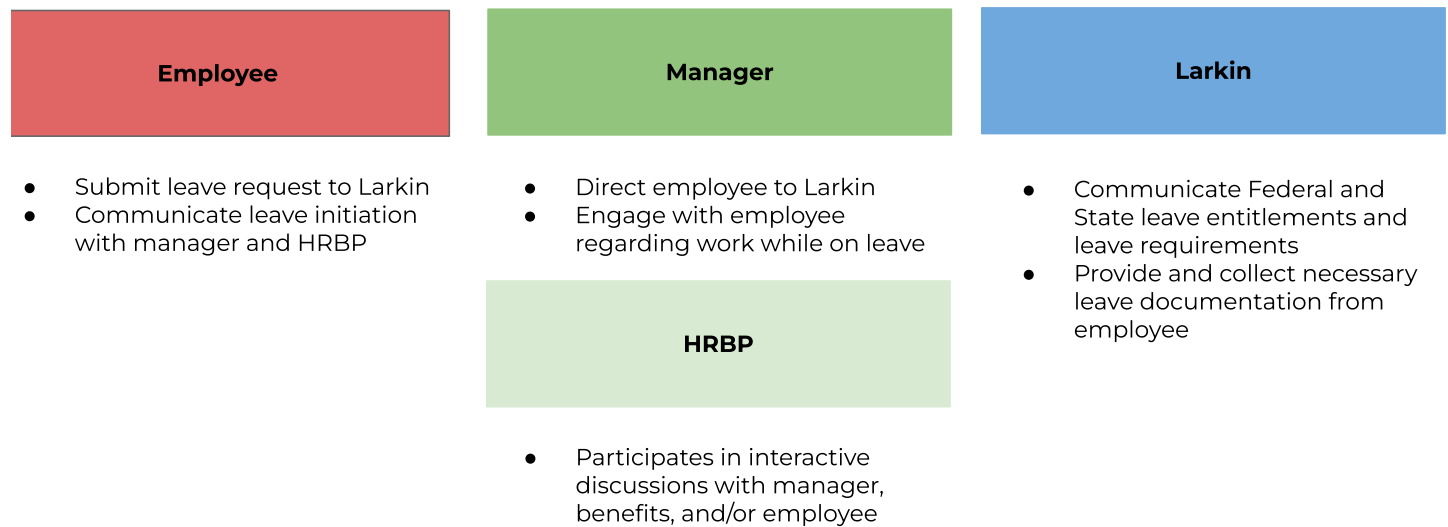 Employee
● Submit leave request to Larkin
● Communicate leave initiation
with manager and HRBP
Manager
● Direct employee to Larkin
● Engage with employee
regarding work while on leave
HRBP
● Participates in interactive
discussions with manager,
benefits, and/or employee
Larkin
● Communicate Federal and
State leave entitlements and
leave requirements
● Provide and collect necessary
leave documentation from
employee